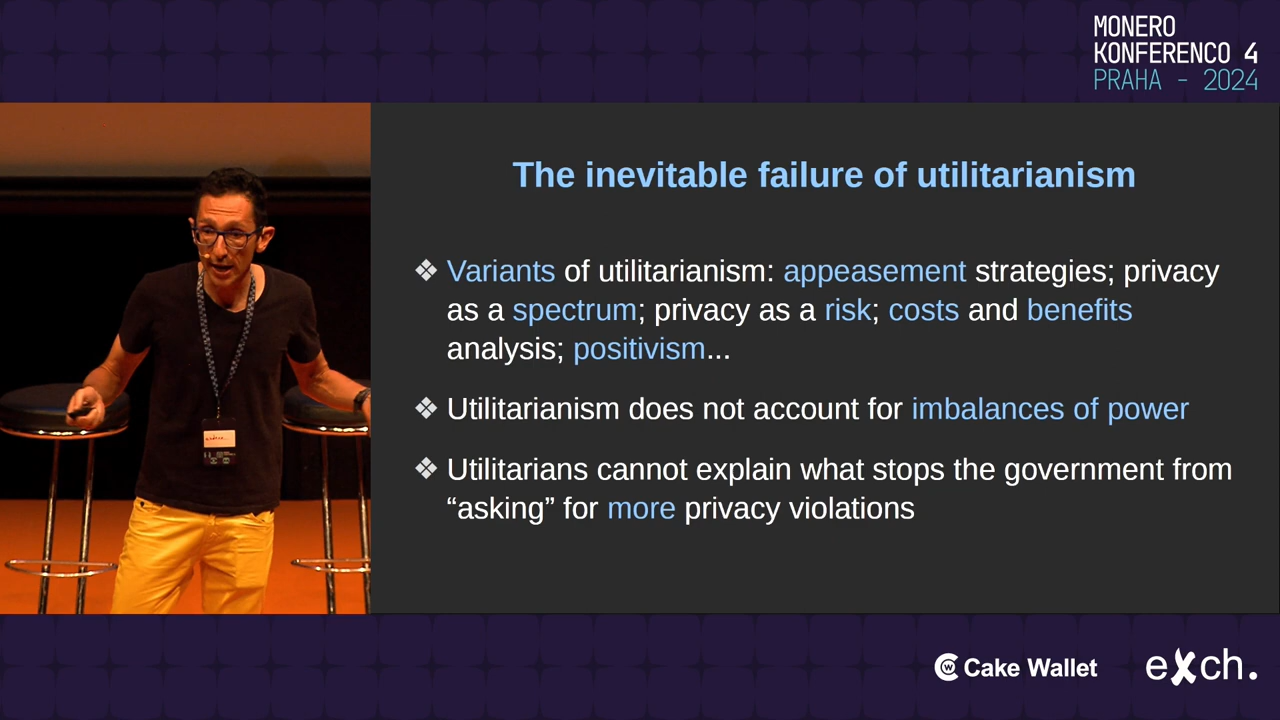 MONERO
KONFERENCO 4
PRAHA - 2024
The inevitable failure of utilitarianism
❖ Variants of utilitarianism: appeasement strategies; privacy
as a spectrum; privacy as a risk; costs and benefits
analysis; positivism...
❖ Utilitarianism does not account for imbalances of power
❖ Utilitarians cannot explain what stops the government from
“asking” for more privacy violations
Cake Wallet
eXch.